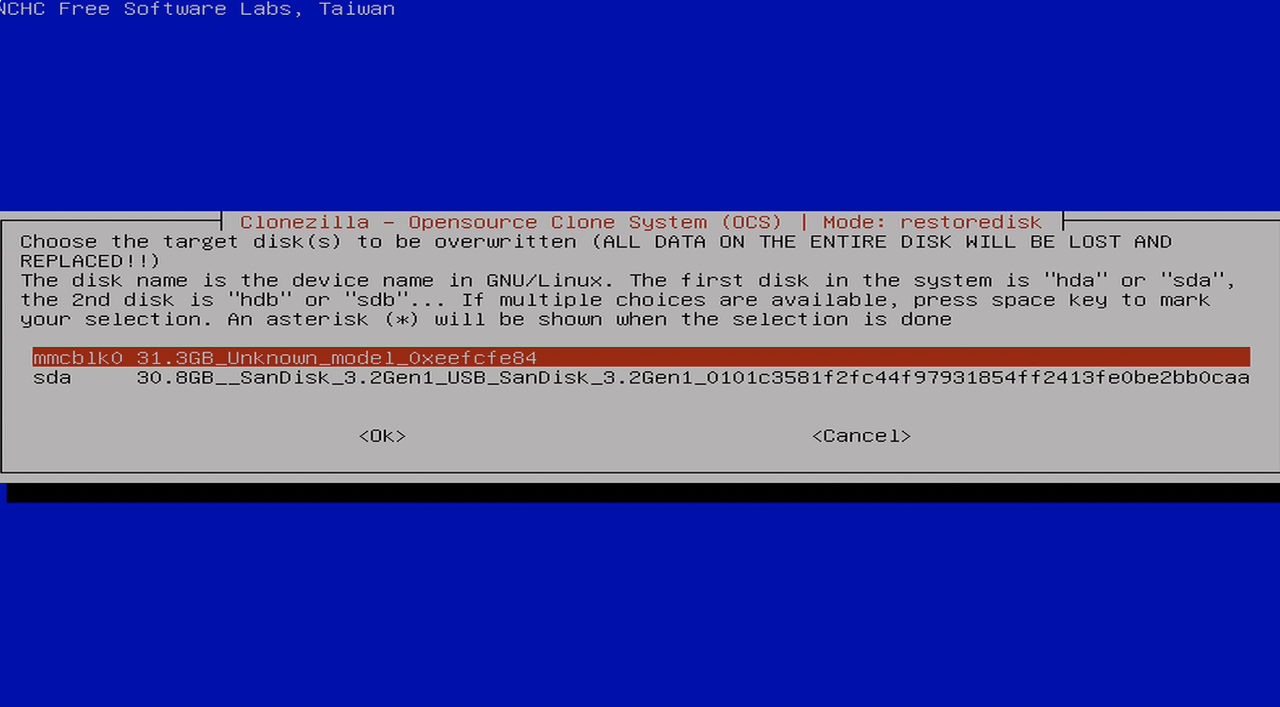 NCHC Free Software Labs, Taiwan
Clonezilla - Opensource Clone System (OCS) | Mode: restoredisk
Choose the target disk(s) to be overwritten (ALL DATA ON THE ENTIRE DISK WILL BE LOST AND
REPLACED!!)
The disk name is the device name in GNU/Linux. The first disk in the system is "hda" or "sda",
the 2nd disk is "hdb" or "sdb"... If multiple choices are available, press space key to mark
your selection. An asterisk (*) will be shown when the selection is done
mmcblk0 31.3GB_Unknown_model_0xeefcfe84
sda 30.8GB__SanDisk_3.2Gen1_USB_SanDisk_3.2Gen1_0101c3581f2fc44f97931854ff2413fe0be2bb0caa
<Ok> <Cancel>